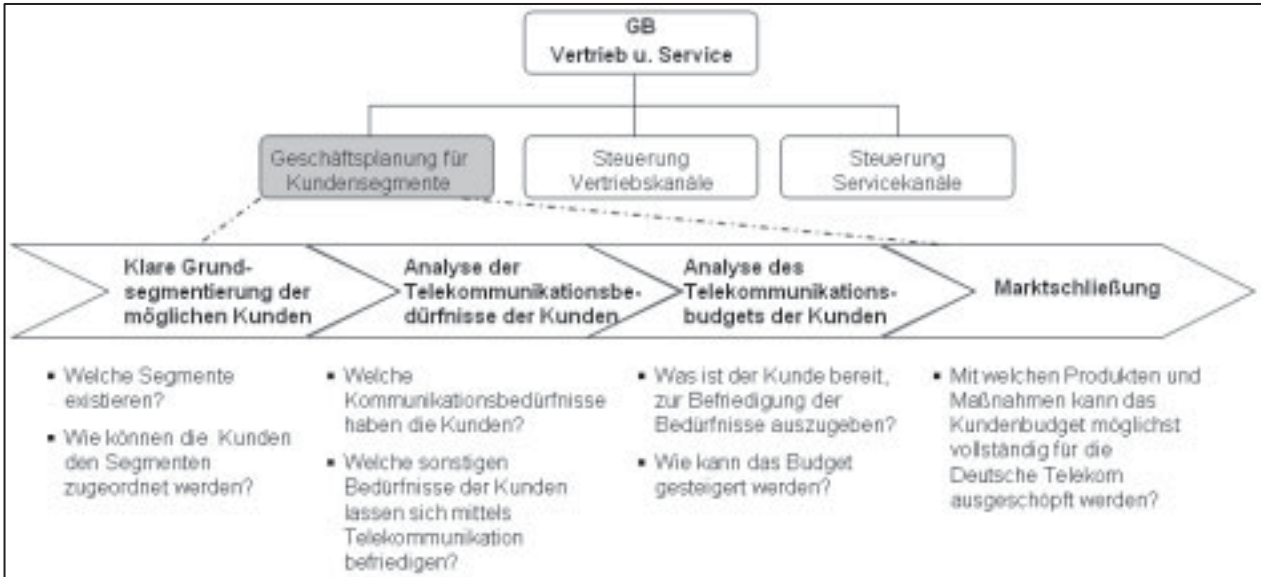 GB
Vertrieb u. Service
Geschäftsplanung für
Kundensegmente
Steuerung
Vertriebskanäle
Steuerung
Servicekanäle
Klare Grund-
segmentierung der
möglichen Kunden
Analyse der
Telekommunikationsbe-
dürfnisse der Kunden
Analyse des
Telekommunikations-
budgets der Kunden
Marktschließung
▪ Welche Segmente
existieren?
▪ Wie können die Kunden
den Segmenten
zugeordnet werden?
▪ Welche
Kommunikationsbedürfnisse
haben die Kunden?
▪ Welche sonstigen
Bedürfnisse der Kunden
lassen sich mittels
Telekommunikation
befriedigen?
▪ Was ist der Kunde bereit,
zur Befriedigung der
Bedürfnisse auszugeben?
▪ Wie kann das Budget
gesteigert werden?
▪ Mit welchen Produkten und
Maßnahmen kann das
Kundenbudget möglichst
vollständig für die
Deutsche Telekom
ausgeschöpft werden?